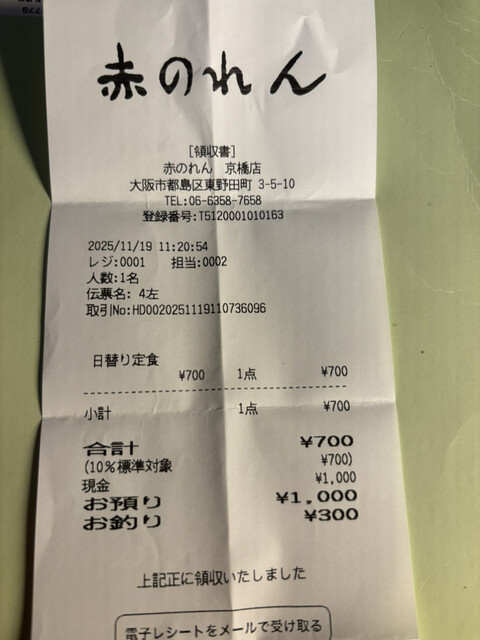 赤のれん
[領収書]
赤のれん 京橋店
大阪市都島区東野田町 3-5-10
TEL:06-6358-7658
登録番号:T5120001010163
2025/11/19 11:20:54
レジ:0001 担当:0002
人数:1名
伝票名: 4左
取引No:HD0020251119110736096
日替り定食
¥700 1点 ¥700
小計 1点 ¥700
合計 ¥700
(10%標準対象 ¥700)
現金 ¥1,000
お預り ¥1,000
お釣り ¥300
上記正に領収いたしました
電子レシートをメールで受け取る